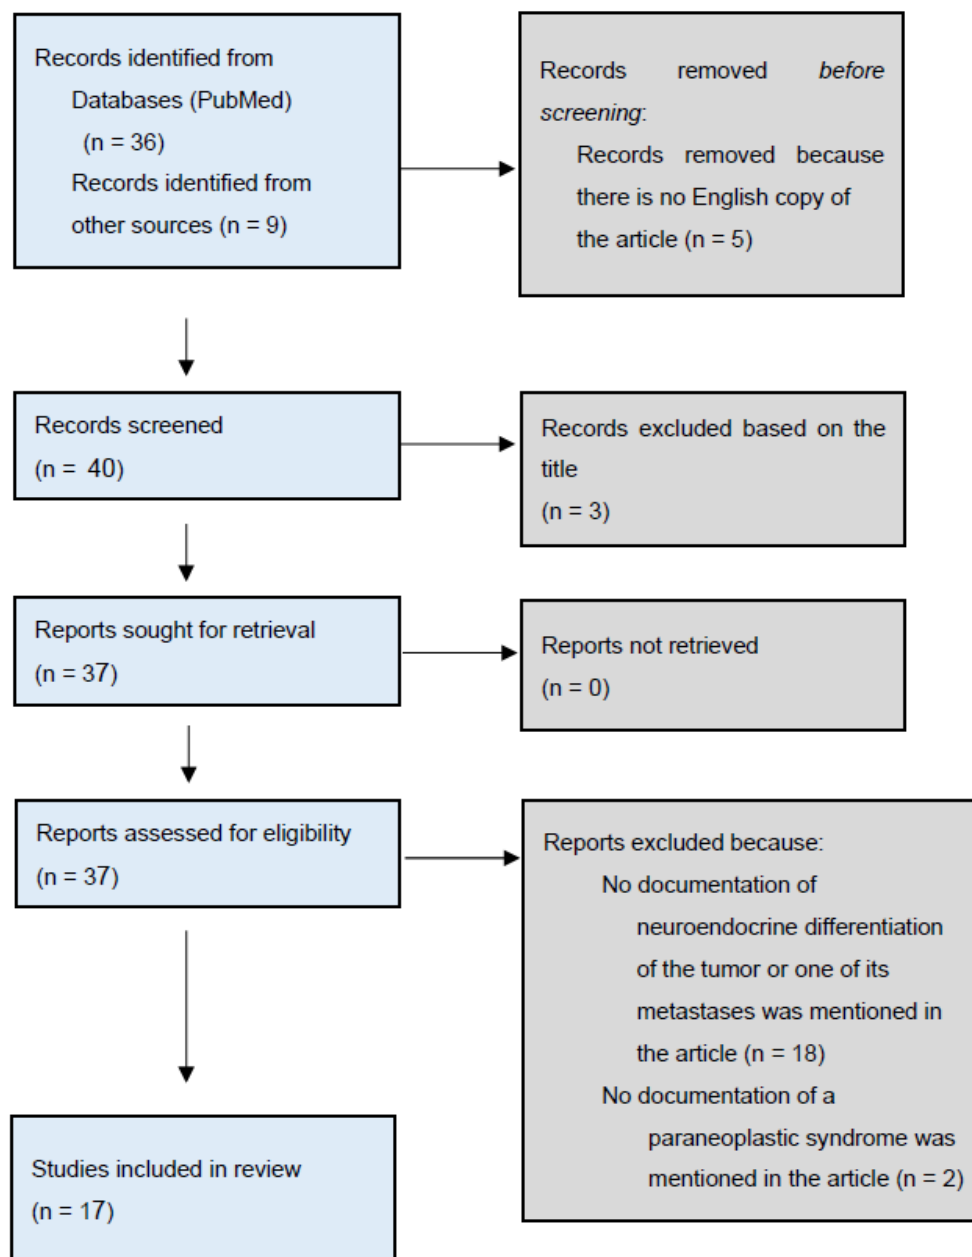 Records identified from
Databases (PubMed)
(n = 36)
Records identified from
other sources (n = 9)
Records removed before
screening:
Records removed because
there is no English copy of
the article (n = 5)
Records screened
(n = 40)
Records excluded based on the
title
(n = 3)
Reports sought for retrieval
(n = 37)
Reports not retrieved
(n = 0)
Reports assessed for eligibility
(n = 37)
Reports excluded because:
No documentation of
neuroendocrine differentiation
of the tumor or one of its
metastases was mentioned in
the article (n = 18)
No documentation of a
paraneoplastic syndrome was
mentioned in the article (n = 2)
Studies included in review
(n = 17)